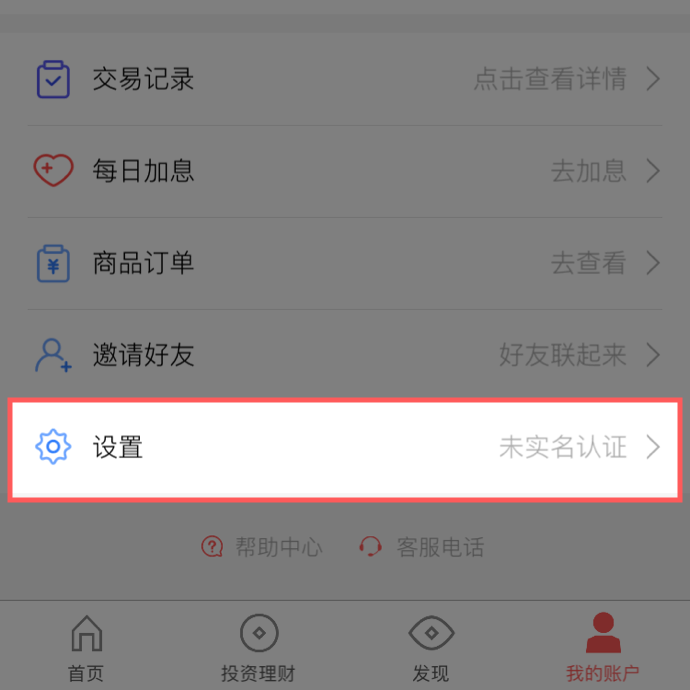 交易记录 点击查看详情
每日加息 去加息
商品订单 去查看
邀请好友 好友联起来
设置 未实名认证
帮助中心 客服电话
首页 投资理财 发现 我的账户